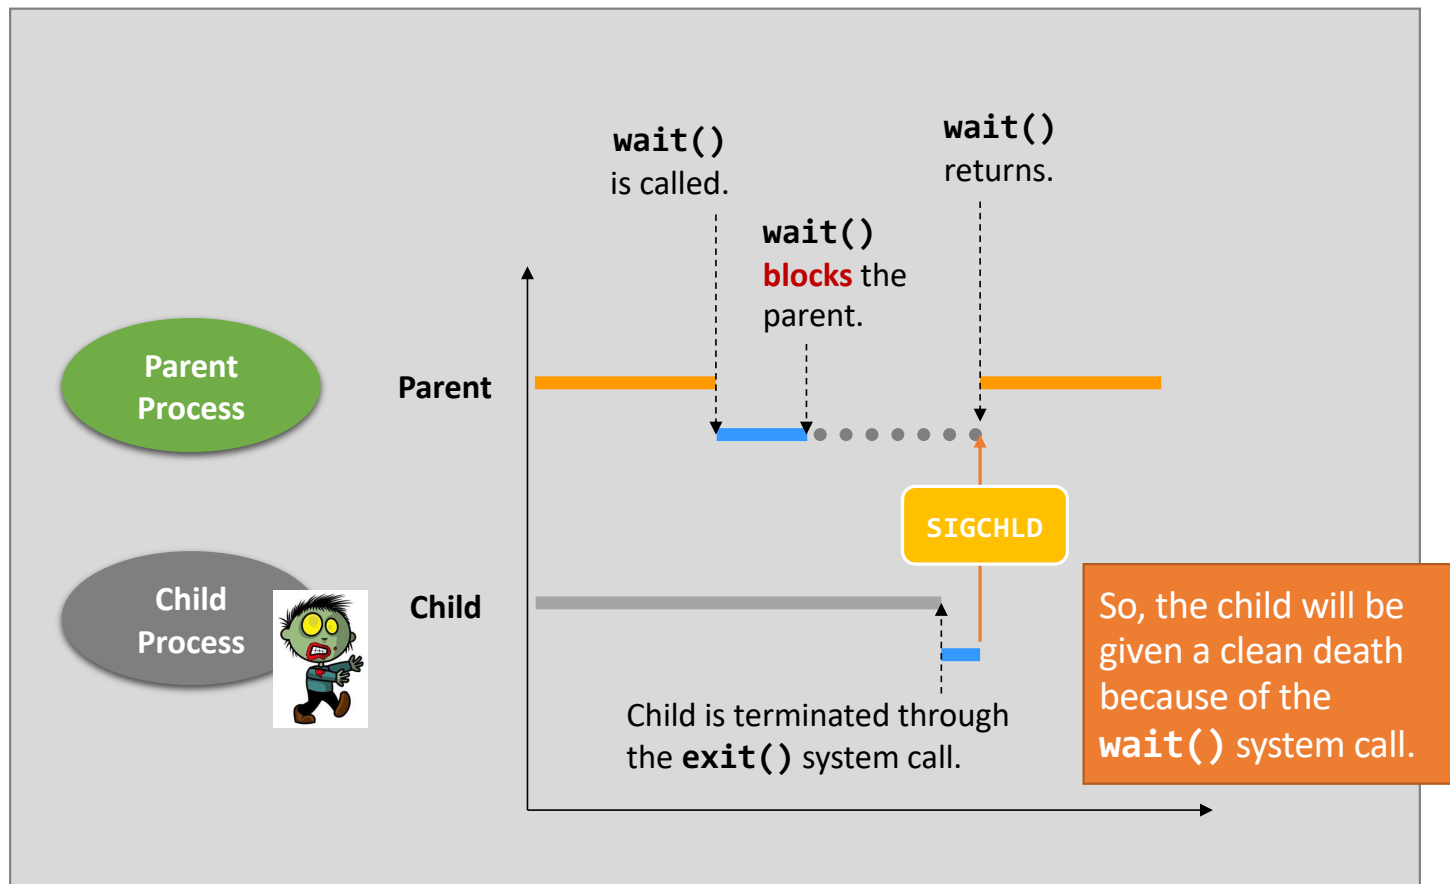 wait()
is called.
wait()
returns.
wait()
blocks the
parent.
Parent
Process
Parent
SIGCHLD
Child
Process
Child
So, the child will be
given a clean death
because of the
wait() system call.
Child is terminated through
the exit() system call.